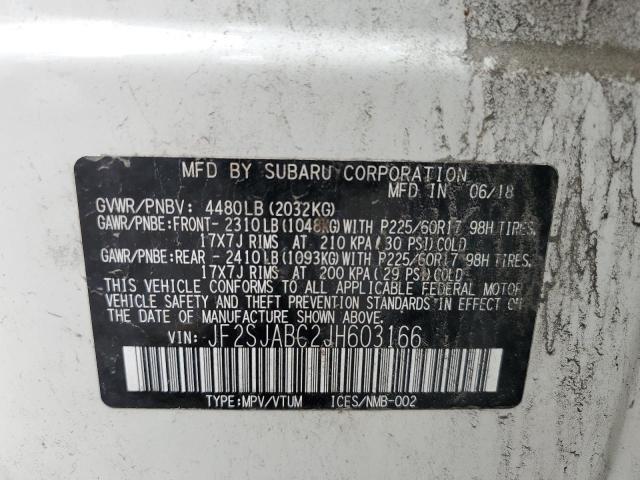 MFD BY SUBARU CORPORATION
MFD IN 06/18
GVWR/PNBV: 4480LB(2032KG)
GAWR/PNBE:FRONT-2310LB(1048KG)WITH P225/60R17 98H TIRES,
17X7J RIMS AT 210 KPA(30 PSI)COLD
GAWR/PNBE:REAR -2410LB(1093KG)WITH P225/60R17 98H TIRES,
17X7J RIMS AT 200 KPA(29 PSI)COLD
THIS VEHICLE CONFORMS TO ALL APPLICABLE FEDERAL MOTOR
VEHICLE SAFETY AND THEFT PREVENTION STANDARDS IN EFFECT ON
THE DATE OF MANUFACTURE SHOWN ABOVE.
VIN: JF2SJABC2JH603166
TYPE:MPV/VTUM ICES/NMB-002